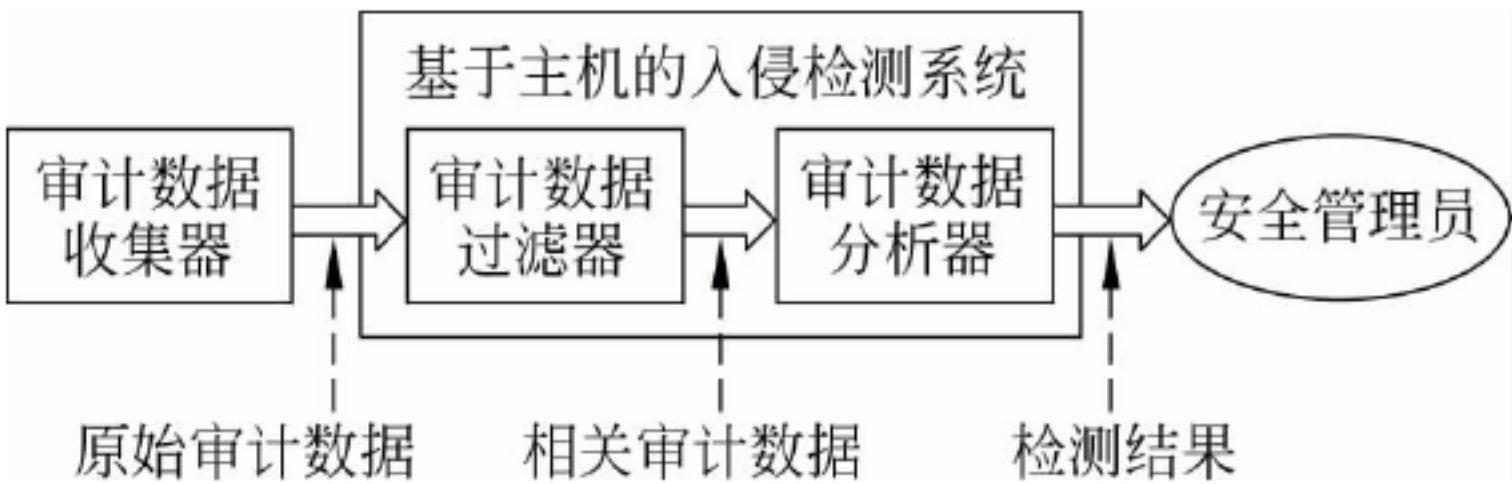 基于主机的入侵检测系统
审计数据
收集器
审计数据
过滤器
审计数据
分析器
安全管理员
原始审计数据
相关审计数据
检测结果